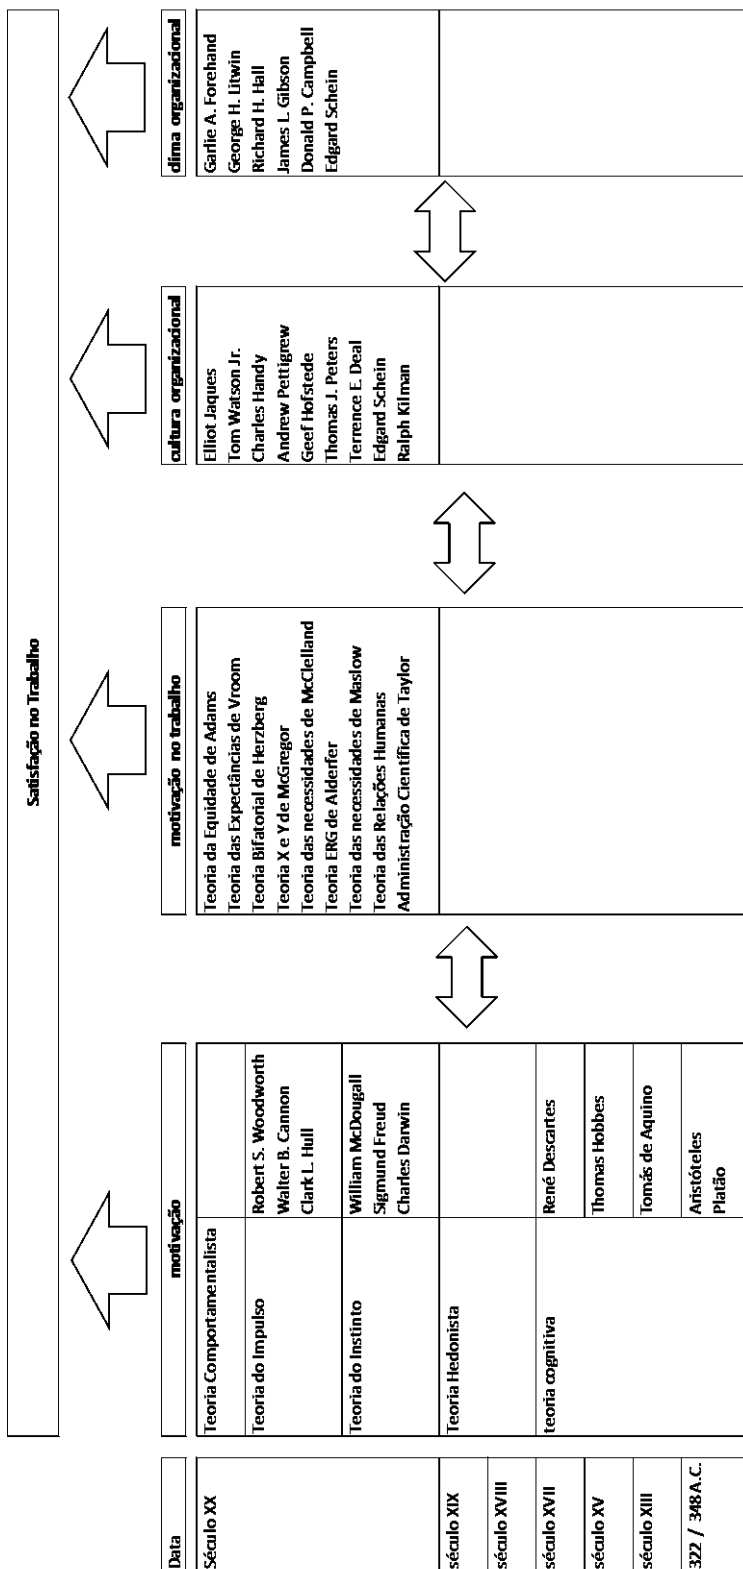 Satisfação no Trabalho
Data
motivação
motivação no trabalho
cultura organizacional
clima organizacional
Século XX
Teoria Comportamentalista
Teoria do Impulso
Robert S. Woodworth
Walter B. Cannon
Clark L. Hull
Teoria do Instinto
William McDougall
Sigmund Freud
Charles Darwin
Teoria da Equidade de Adams
Teoria das Expectâncias de Vroom
Teoria Bifatorial de Herzberg
Teoria X e Y de McGregor
Teoria das necessidades de McClelland
Teoria ERG de Alderfer
Teoria das necessidades de Maslow
Teoria das Relações Humanas
Administração Científica de Taylor
Elliot Jaques
Tom Watson Jr.
Charles Handy
Andrew Pettigrew
Geef Hofstede
Thomas J. Peters
Terrence E. Deal
Edgard Schein
Ralph Kilman
Garlie A. Forehand
George H. Litwin
Richard H. Hall
James L. Gibson
Donald P. Campbell
Edgard Schein
século XIX
Teoria Hedonista
século XVIII
século XVII
teoria cognitiva
René Descartes
século XV
Thomas Hobbes
século XIII
Tomás de Aquino
322 / 348 A.C.
Aristóteles
Platão